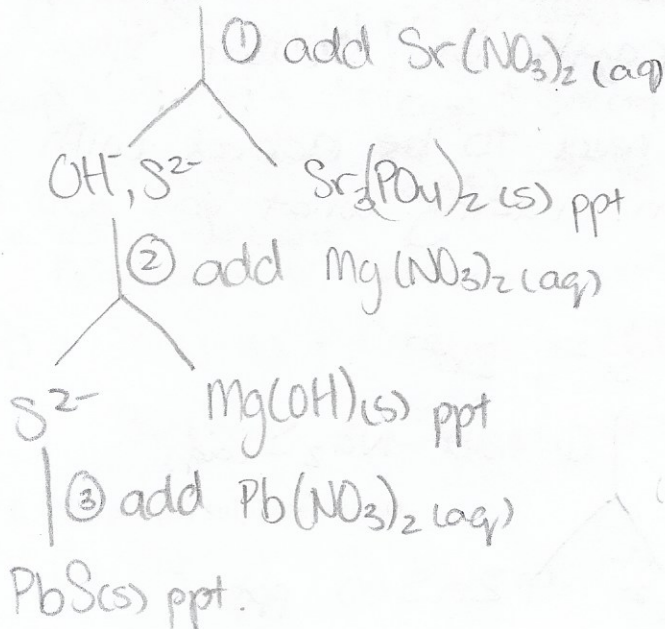 ① add Sr(NO₃)₂ (aq)
OH⁻, S²⁻ Sr₃(PO₄)₂ (s) ppt
② add Mg(NO₃)₂ (aq)
S²⁻ Mg(OH)(s) ppt
③ add Pb(NO₃)₂ (aq)
PbS(s) ppt.